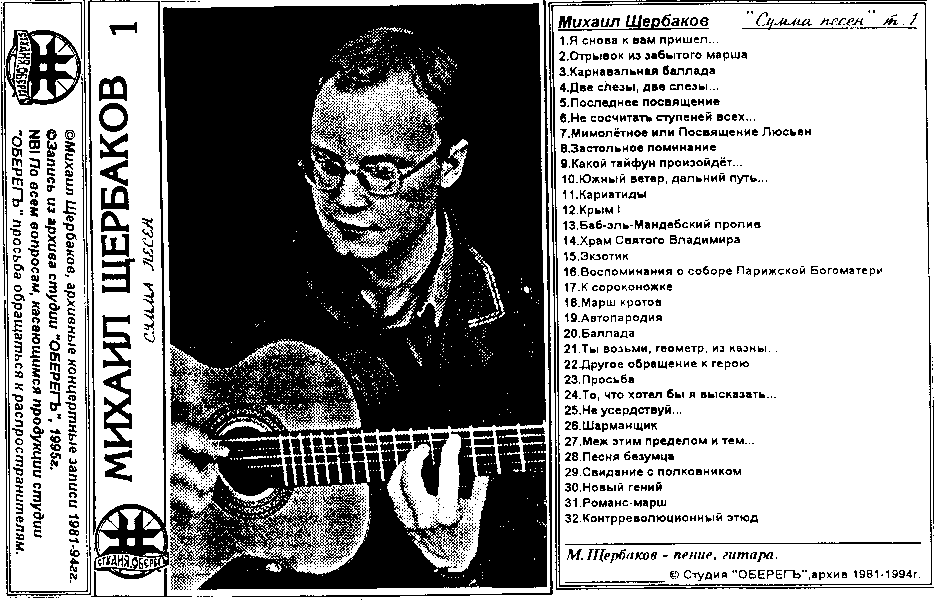 СТУДИЯ ОБЕРЕГ
©Михаил Щербаков, архивные концертные записи 1981-94гг.
©Запись из архива студии "ОБЕРЕГЪ", 1995г.
NB! По всем вопросам, касающимся продукции студии
"ОБЕРЕГЪ" просьба обращаться к распространителям.
МИХАИЛ ЩЕРБАКОВ 1
СУММА ПЕСЕН
СТУДИЯ ОБЕРЕГ
Михаил Щербаков "Сумма песен" т. 1
1.Я снова к вам пришел...
2.Отрывок из забытого марша
3.Карнавальная баллада
4.Две слезы, две слезы...
5.Последнее посвящение
6.Не сосчитать ступеней всех...
7.Мимолётное или Посвящение Люсьен
8.Застольное поминание
9.Какой тайфун произойдёт...
10.Южный ветер, дальний путь...
11.Кариатиды
12.Крым I
13.Баб-эль-Мандебский пролив
14.Храм Святого Владимира
15.Экзотик
16.Воспоминания о соборе Парижской Богоматери
17.К сороконожке
18.Марш кротов
19.Автопародия
20.Баллада
21.Ты возьми, геометр, из казны...
22.Другое обращение к герою
23.Просьба
24.То, что хотел бы я высказать...
25.Не усердствуй...
26.Шарманщик
27.Меж этим пределом и тем...
28.Песня безумца
29.Свидание с полковником
30.Новый гений
31.Романс-марш
32.Контрреволюционный этюд
М.Щербаков - пение, гитара.
© Студия "ОБЕРЕГЪ",архив 1981-1994г.